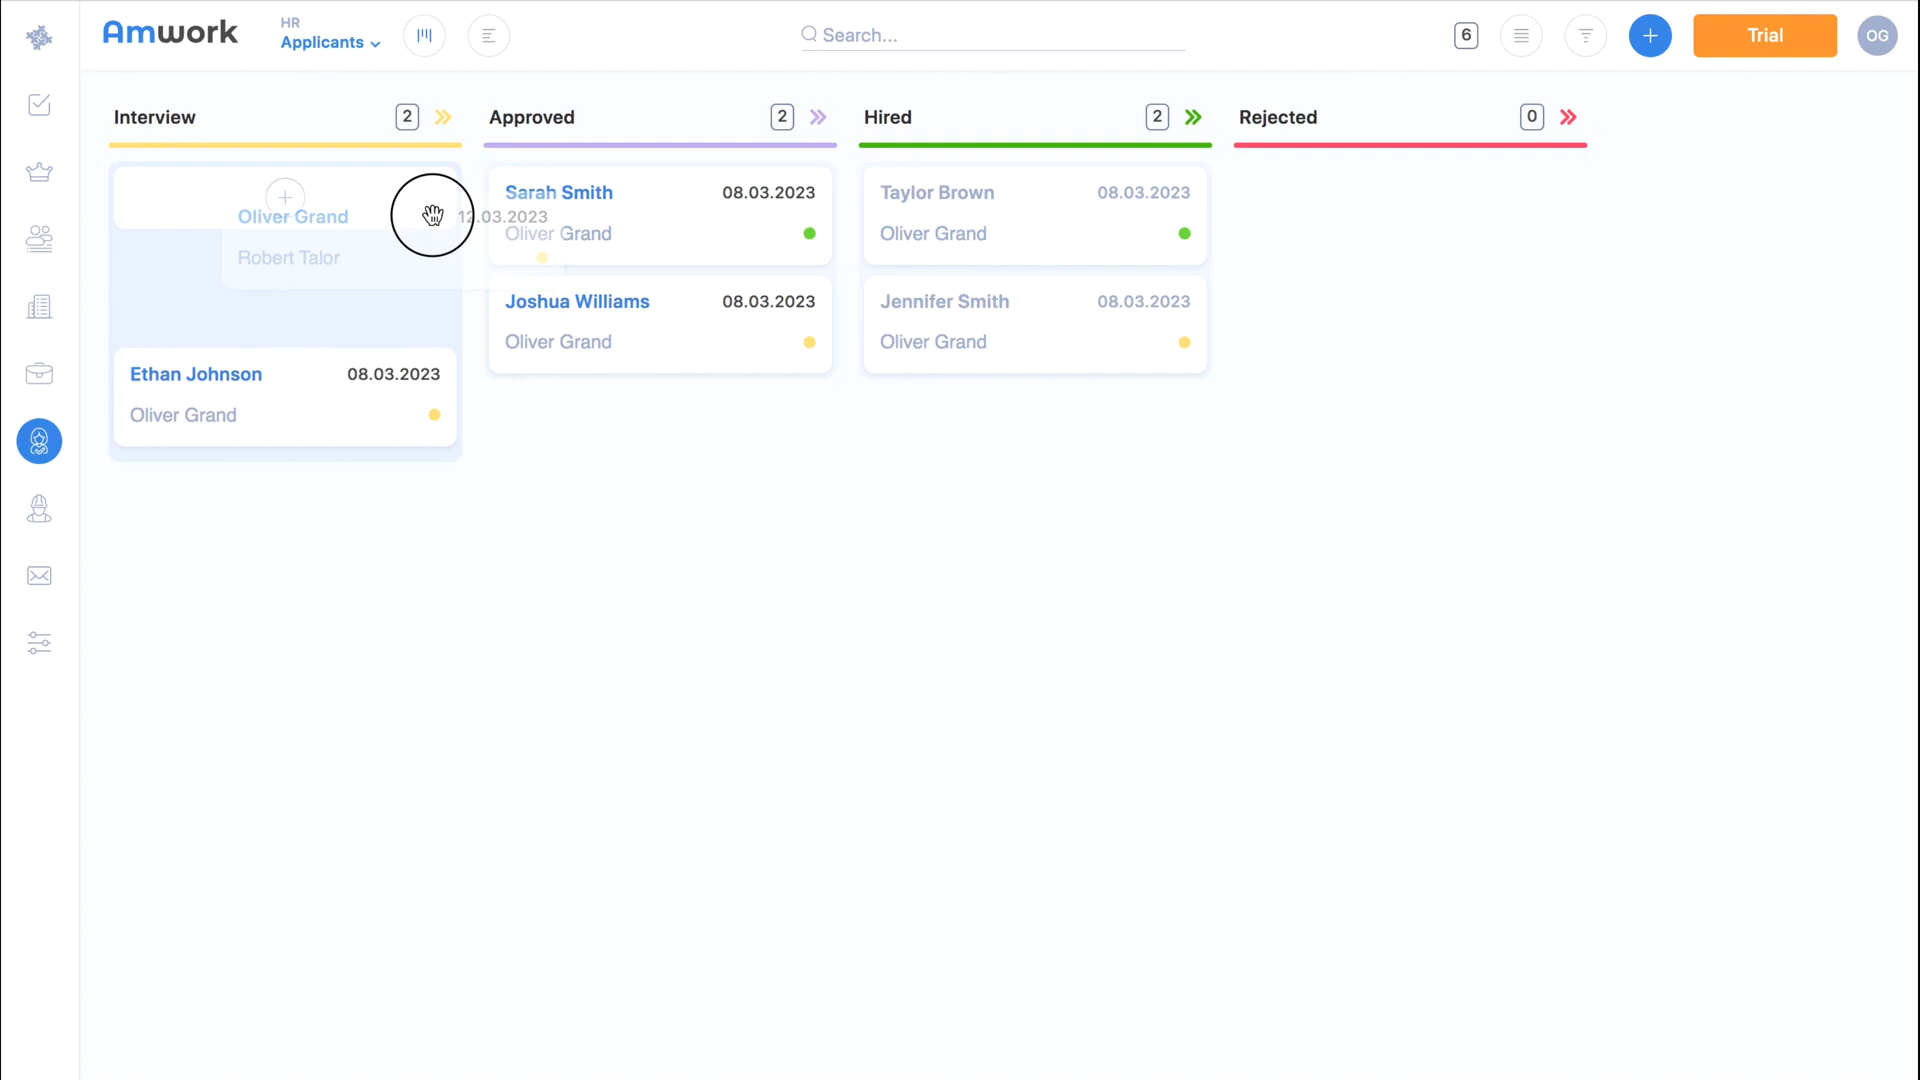 Amwork
HR
Applicants
Search...
6
Trial
OG
Interview 2
Approved 2
Hired 2
Rejected 0
Oliver Grand 12.03.2023
Robert Talor
Ethan Johnson 08.03.2023
Oliver Grand
Sarah Smith 08.03.2023
Oliver Grand
Joshua Williams 08.03.2023
Oliver Grand
Taylor Brown 08.03.2023
Oliver Grand
Jennifer Smith 08.03.2023
Oliver Grand